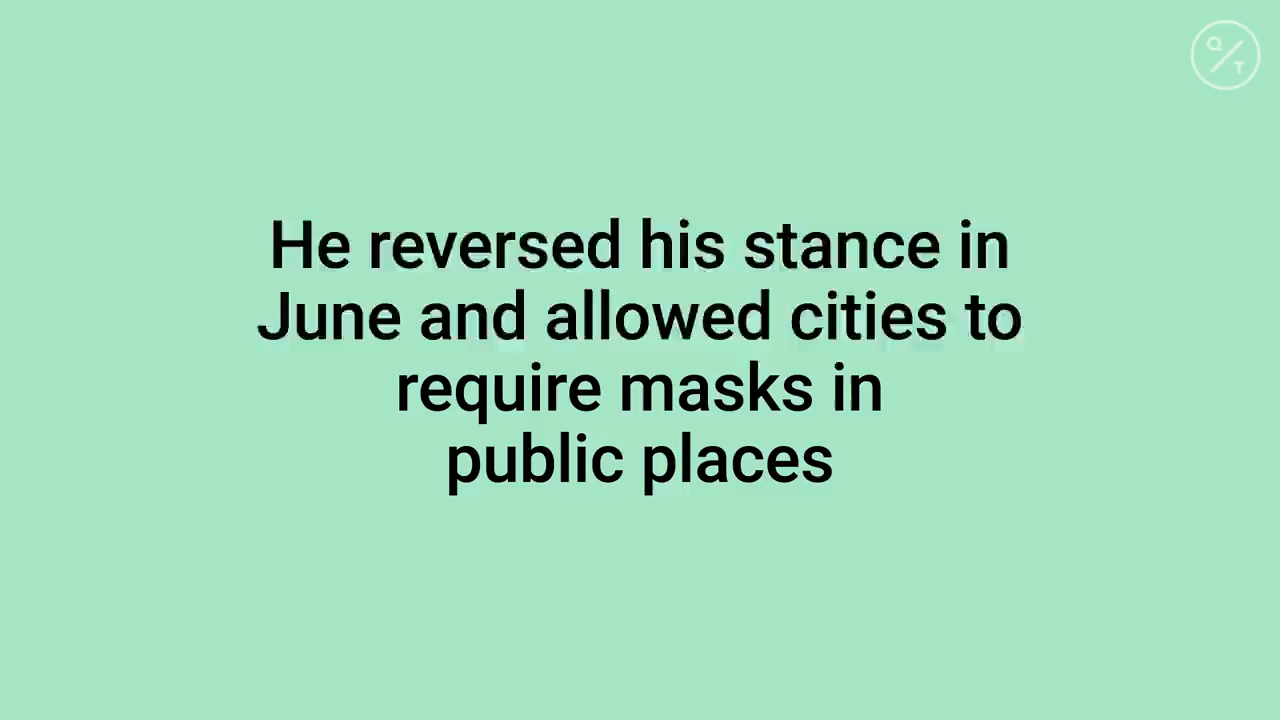 Q
T
He reversed his stance in
June and allowed cities to
require masks in
public places